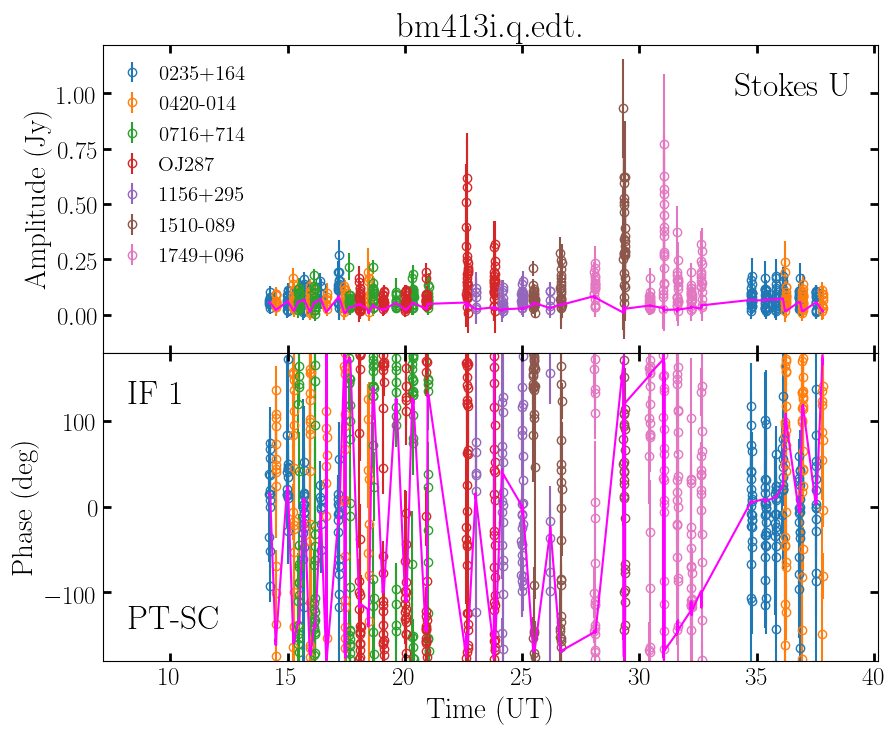 bm413i.q.edt.
Stokes U
0235+164
0420-014
0716+714
OJ287
1156+295
1510-089
1749+096
Amplitude (Jy)
1.00
0.75
0.50
0.25
0.00
IF 1
PT-SC
Phase (deg)
100
0
−100
10 15 20 25 30 35 40
Time (UT)